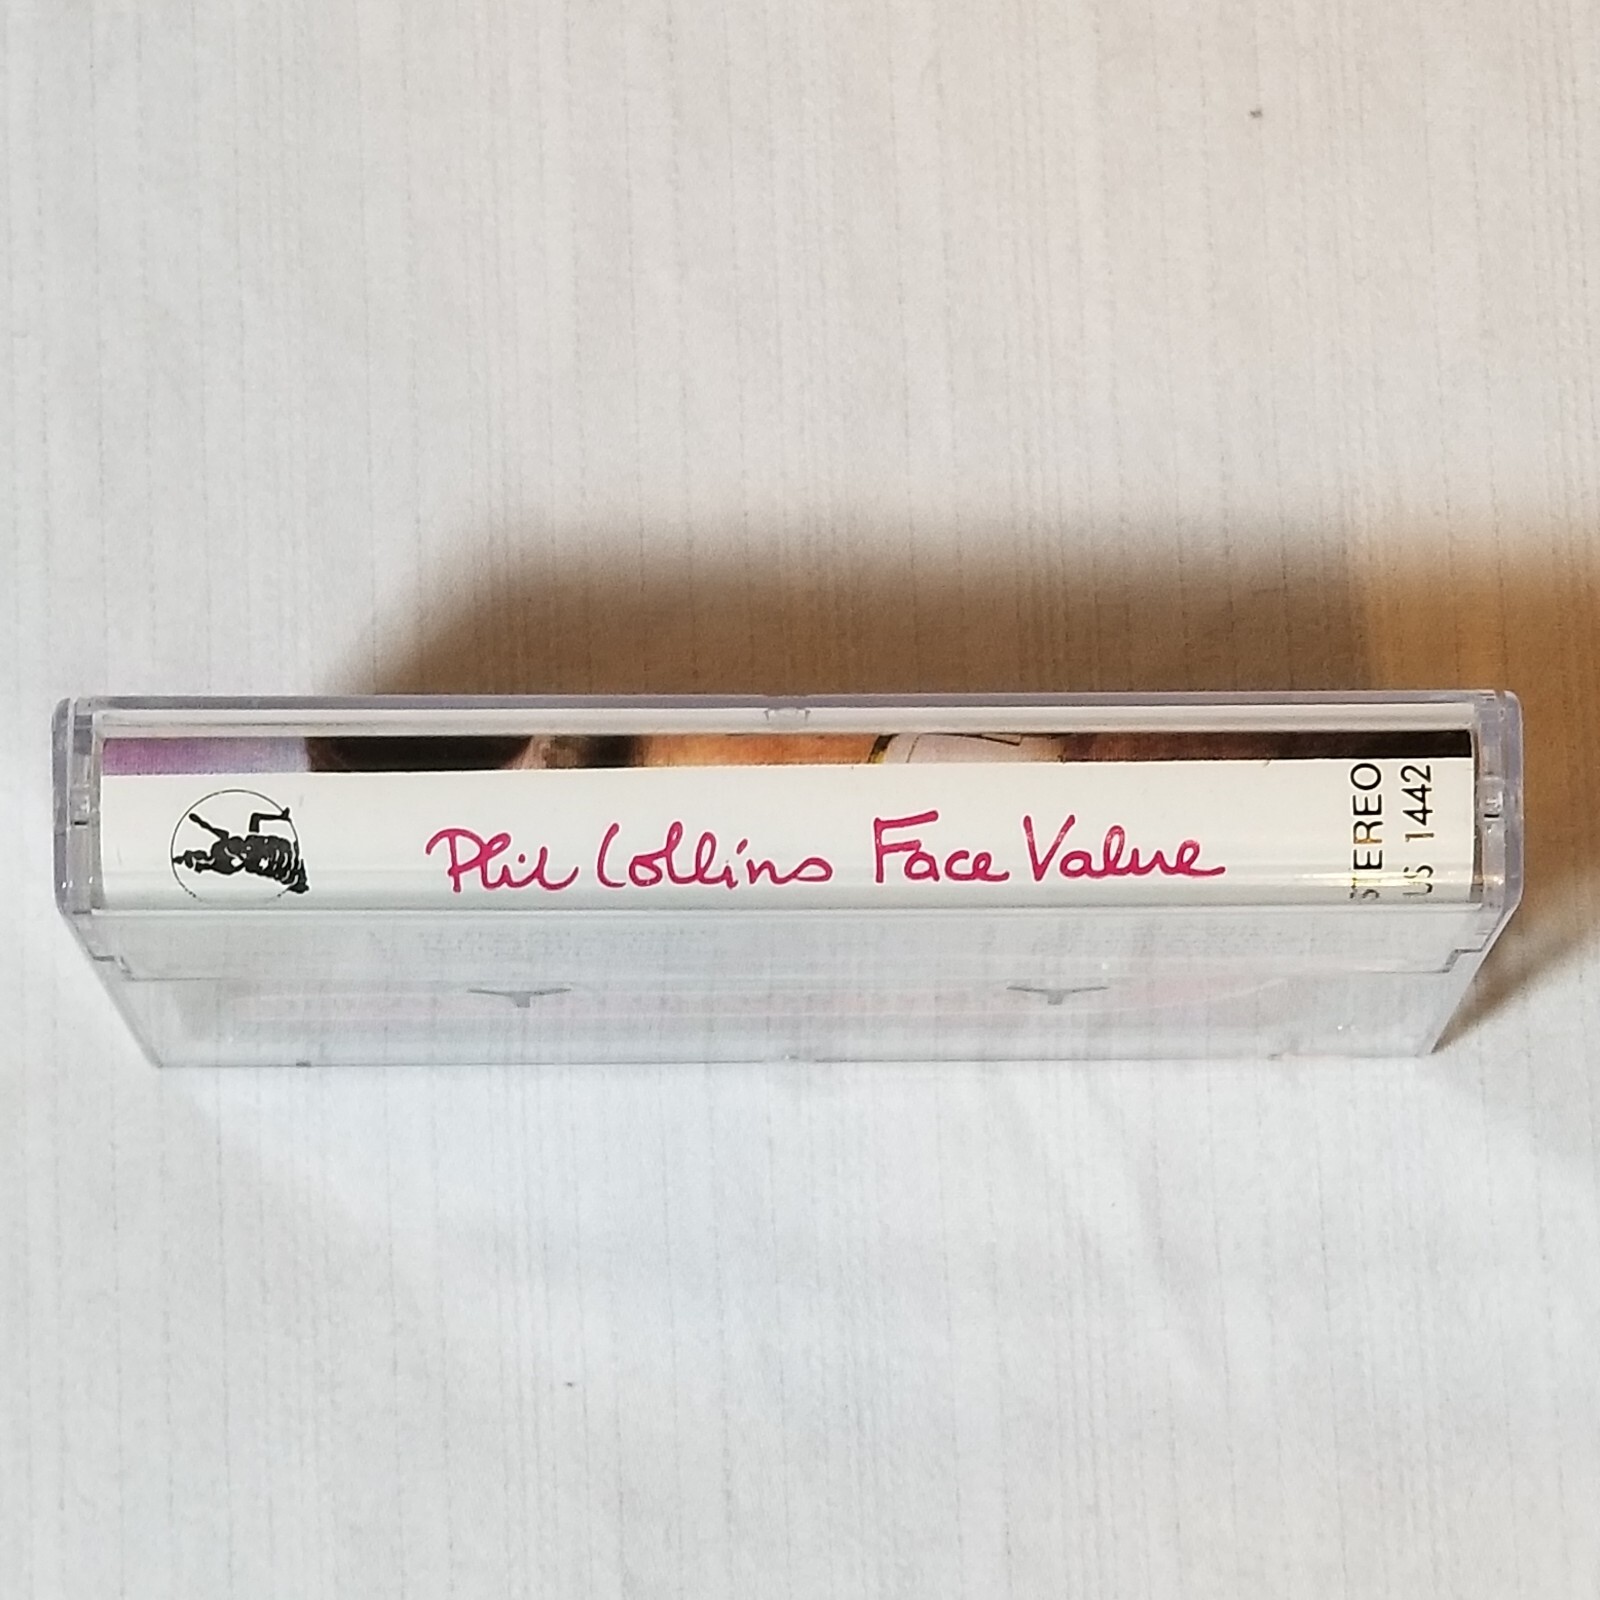 Phil Collins Face Value
STEREO
US 1442